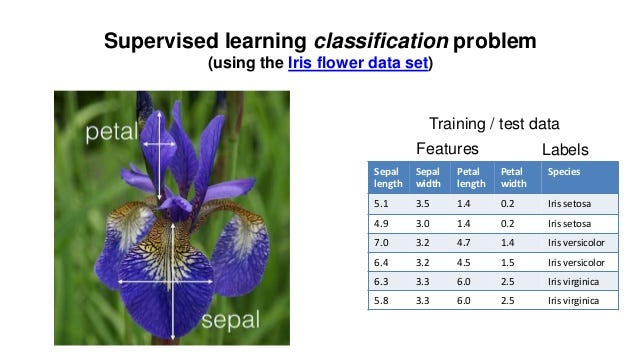 Supervised learning classification problem
(using the Iris flower data set)
petal
sepal
Training / test data
Features Labels
Sepal length Sepal width Petal length Petal width Species
5.1 3.5 1.4 0.2 Iris setosa
4.9 3.0 1.4 0.2 Iris setosa
7.0 3.2 4.7 1.4 Iris versicolor
6.4 3.2 4.5 1.5 Iris versicolor
6.3 3.3 6.0 2.5 Iris virginica
5.8 3.3 6.0 2.5 Iris virginica